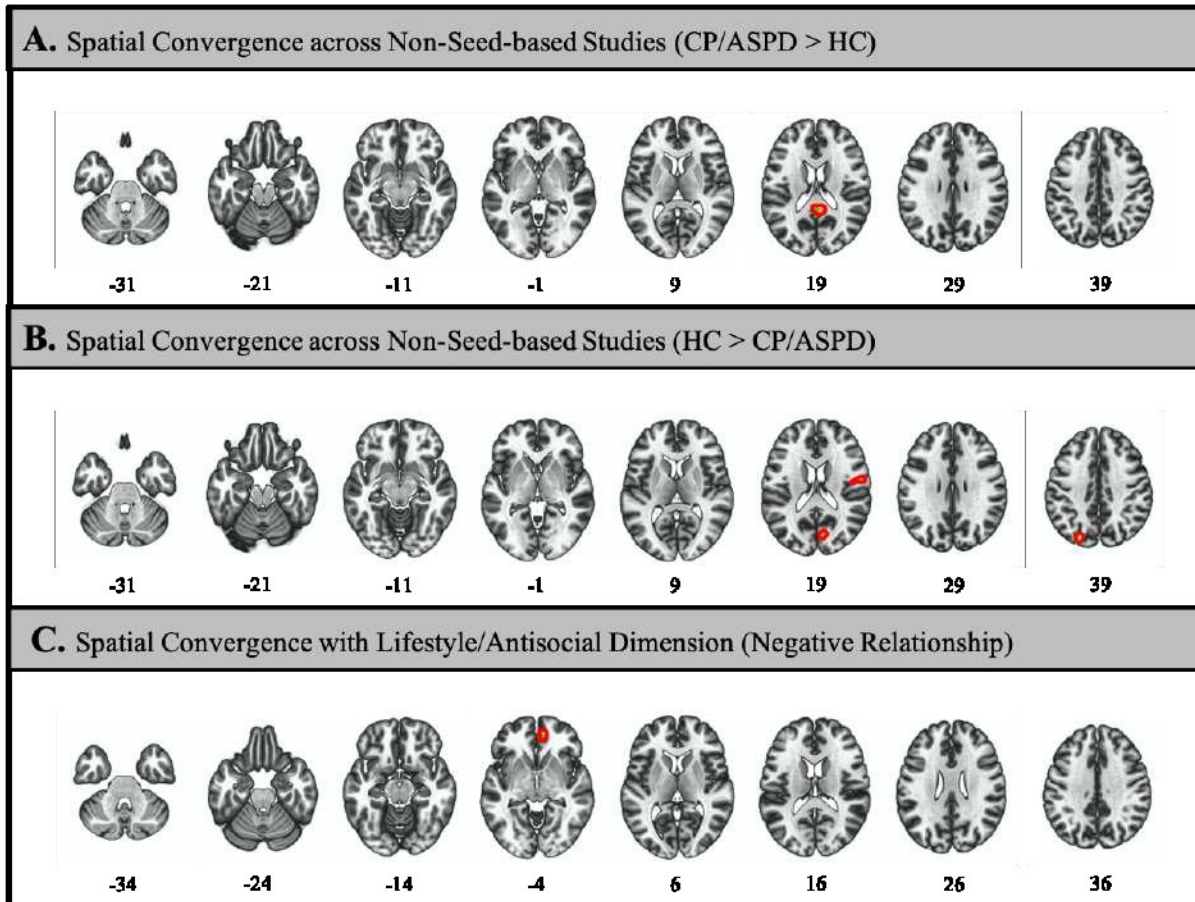 A. Spatial Convergence across Non-Seed-based Studies (CP/ASPD > HC)
-31 -21 -11 -1 9 19 29 39
B. Spatial Convergence across Non-Seed-based Studies (HC > CP/ASPD)
-31 -21 -11 -1 9 19 29 39
C. Spatial Convergence with Lifestyle/Antisocial Dimension (Negative Relationship)
-34 -24 -14 -4 6 16 26 36